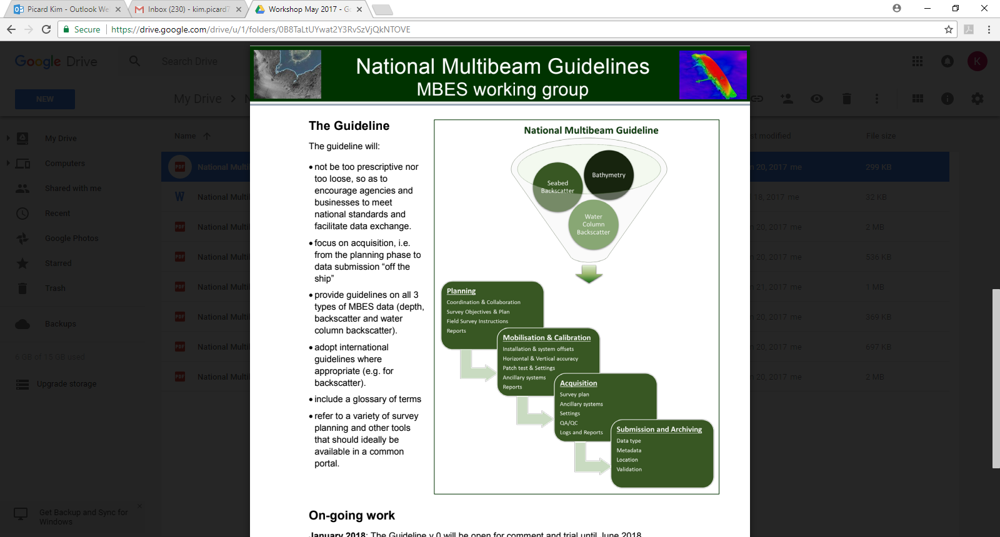 Picard Kim - Outlook We
Inbox (230) - kim.picard
Workshop May 2017 - Go
Secure
https://drive.google.com/drive/u/1/folders/0B8TaLtUYwat2Y3RvSzVjQkNTOVE
Google Drive
Search Drive
NEW
My Drive
My Drive
Computers
Shared with me
Recent
Google Photos
Starred
Trash
Backups
6 GB of 15 GB used
Upgrade storage
Get Backup and Sync for
Windows
Name
National Multi
National Multi
National Multi
National Multi
National Multi
National Multi
National Multi
National Multi
National Multibeam Guidelines
MBES working group
The Guideline
The guideline will:
• not be too prescriptive nor
too loose, so as to
encourage agencies and
businesses to meet
national standards and
facilitate data exchange.
• focus on acquisition, i.e.
from the planning phase to
data submission “off the
ship”
• provide guidelines on all 3
types of MBES data (depth,
backscatter and water
column backscatter).
• adopt international
guidelines where
appropriate (e.g. for
backscatter).
• include a glossary of terms
• refer to a variety of survey
planning and other tools
that should ideally be
available in a common
portal.
National Multibeam Guideline
Bathymetry
Seabed
Backscatter
Water
Column
Backscatter
Planning
Coordination & Collaboration
Survey Objectives & Plan
Field Survey Instructions
Reports
Mobilisation & Calibration
Installation & system offsets
Horizontal & Vertical accuracy
Patch test & Settings
Ancillary systems
Reports
Acquisition
Survey plan
Ancillary systems
Settings
QA/QC
Logs and Reports
Submission and Archiving
Data type
Metadata
Location
Validation
On-going work
January 2018: The Guideline v.0 will be open for comment and trial until June 2018
modified
File size
20, 2017 me
299 KB
18, 2017 me
32 KB
20, 2017 me
2 MB
20, 2017 me
536 KB
21, 2017 me
1 MB
20, 2017 me
369 KB
20, 2017 me
697 KB
20, 2017 me
2 MB
K